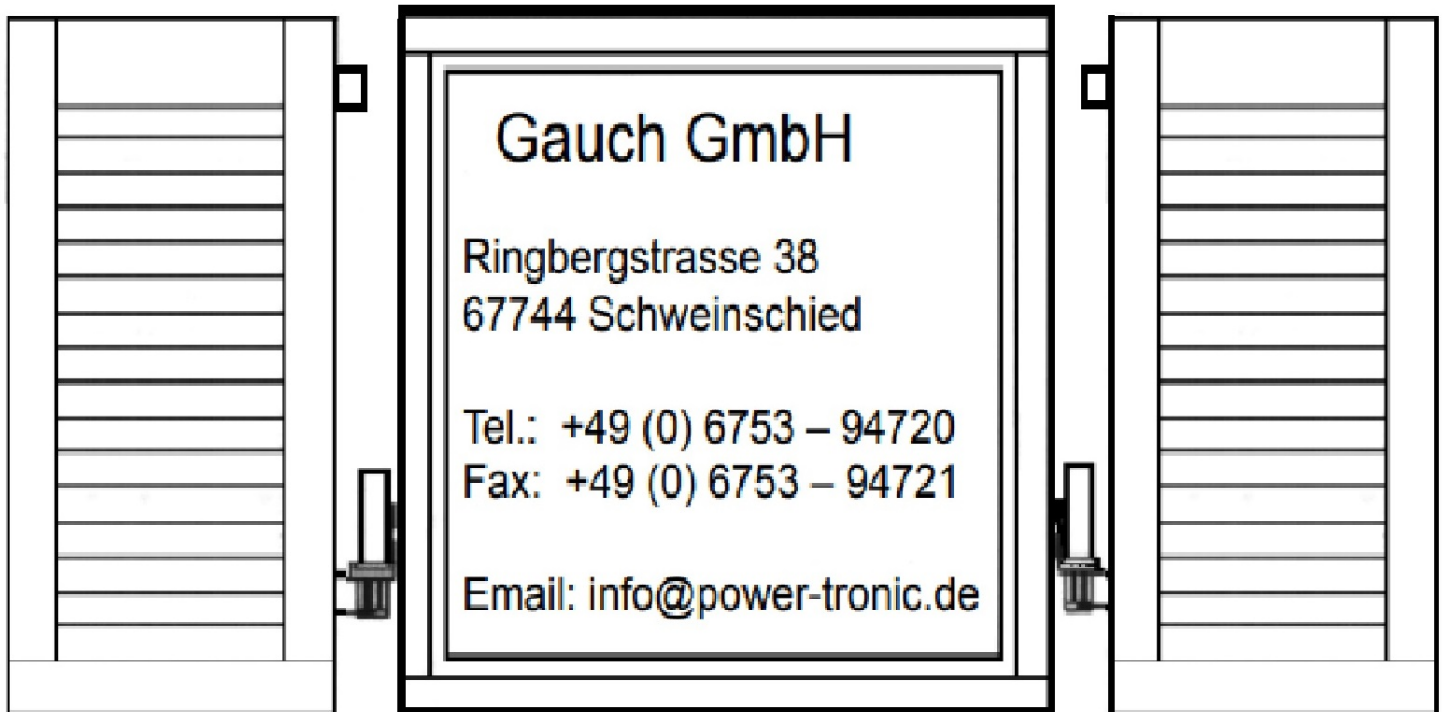 Gauch GmbH
Ringbergstrasse 38
67744 Schweinschied
Tel.: +49 (0) 6753 – 94720
Fax: +49 (0) 6753 – 94721
Email: info@power-tronic.de